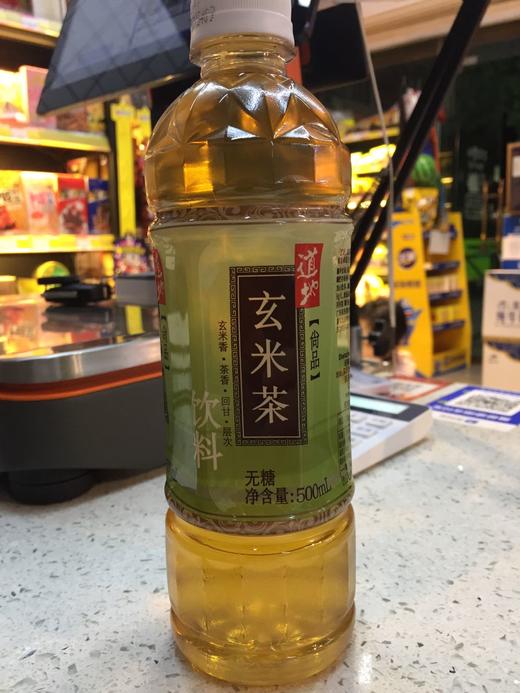 道地
【尚品】
玄米茶
玄米香·茶香·回甘·层次
饮料
无糖
净含量:500mL